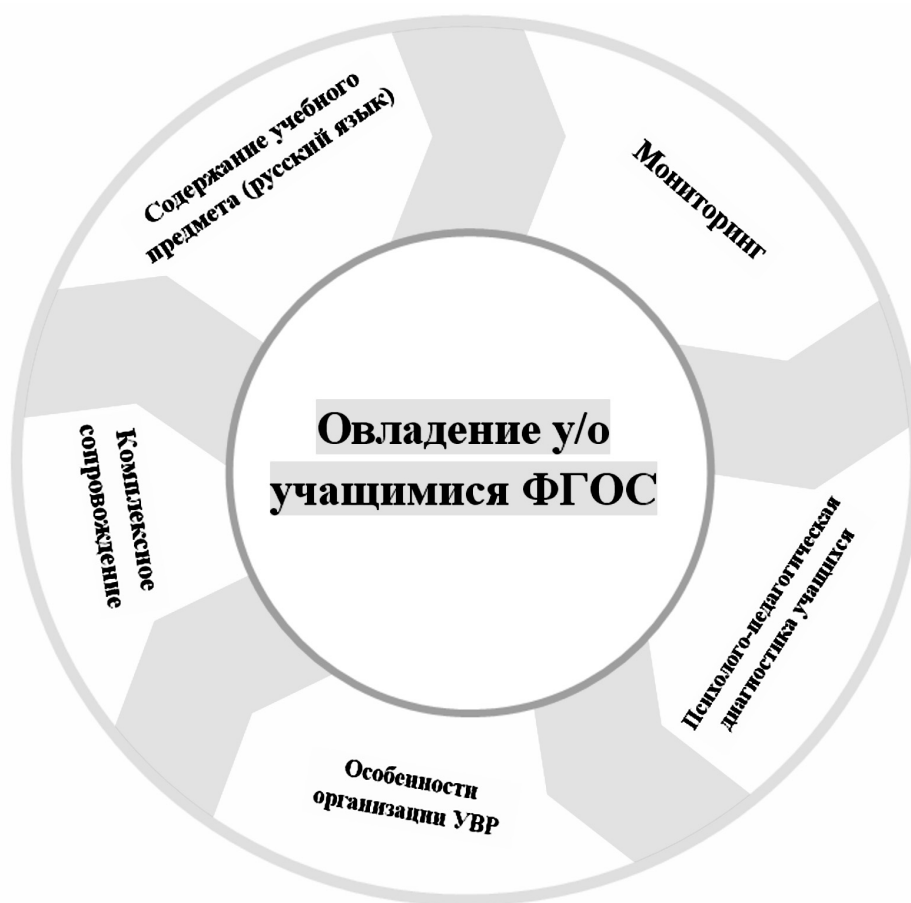 Содержание учебного
предмета (русский язык)
Мониторинг
Овладение у/о
учащимися ФГОС
Комплексное
сопровождение
Психолого-педагогическая
диагностика учащихся
Особенности
организации УВР